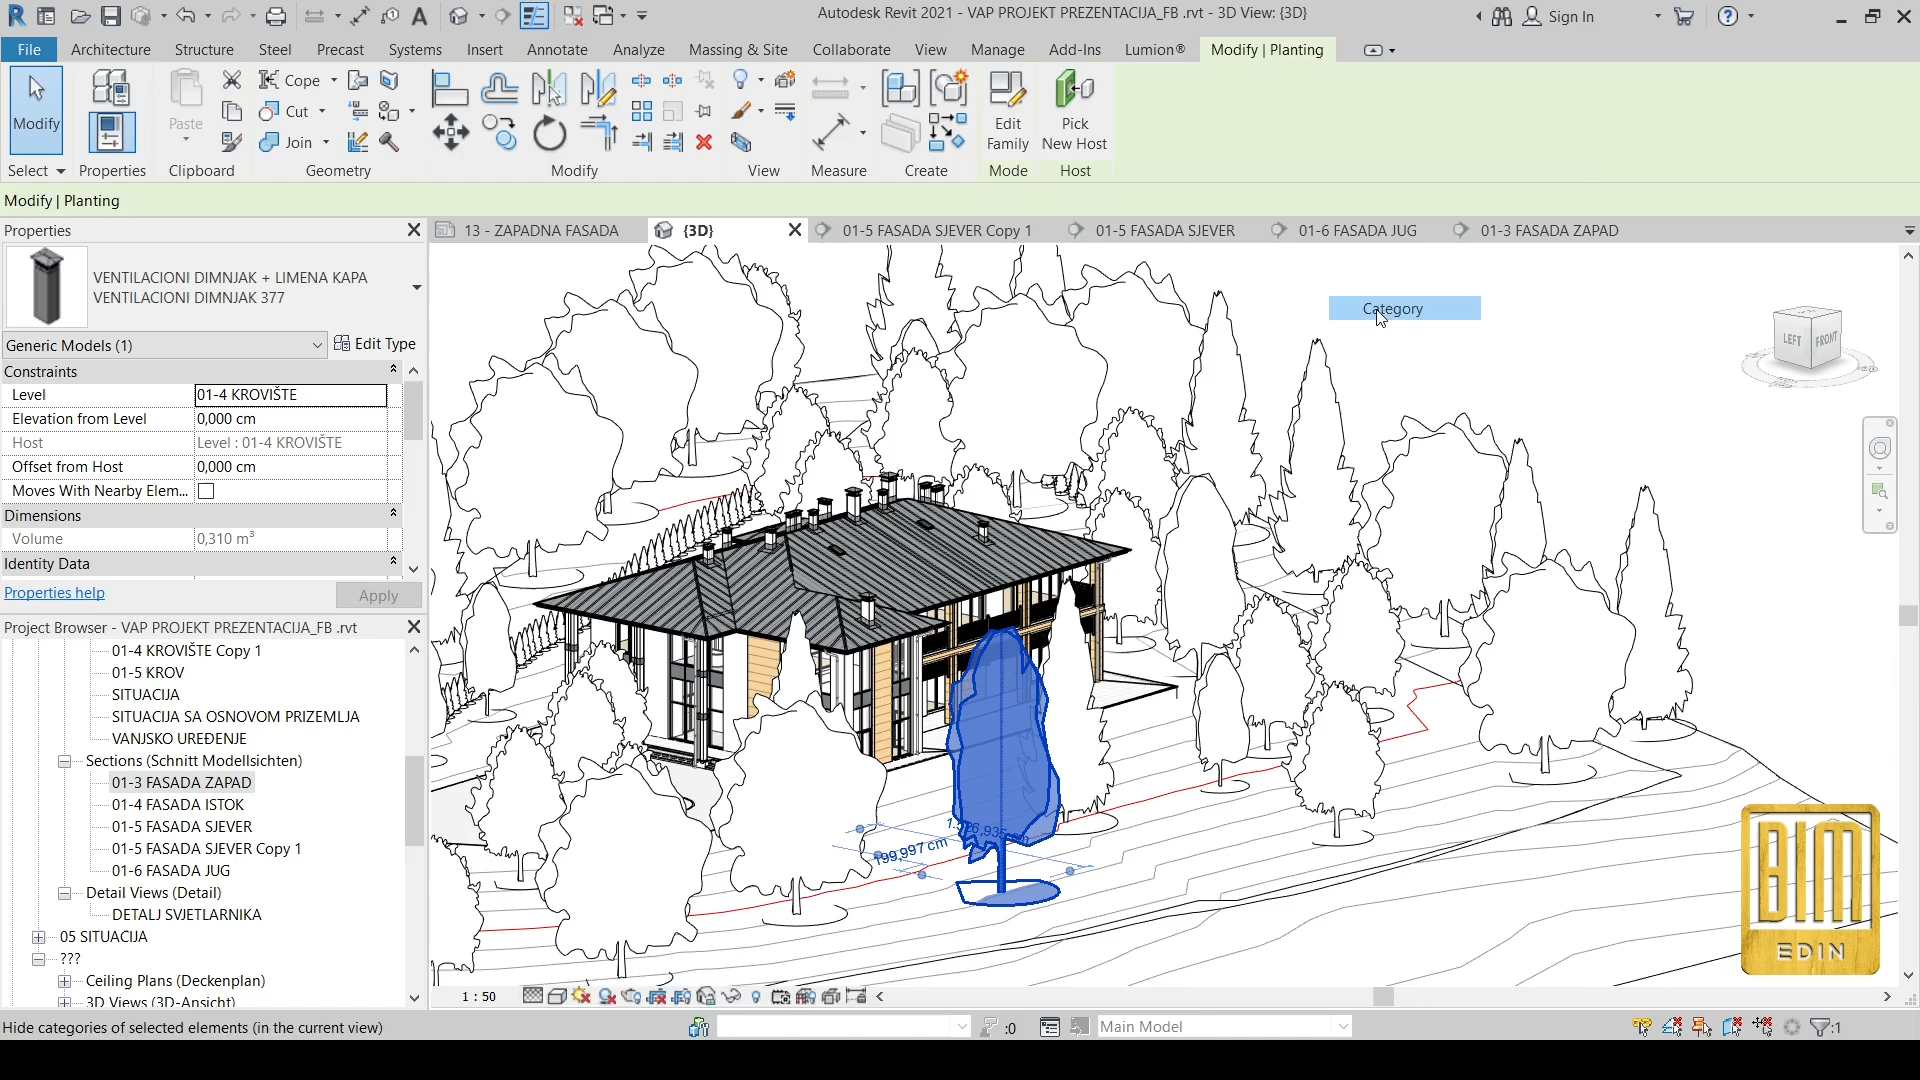 Autodesk Revit 2021 - VAP PROJEKT PREZENTACIJA_FB .rvt - 3D View: {3D}
Sign In
File
Architecture
Structure
Steel
Precast
Systems
Insert
Annotate
Analyze
Massing & Site
Collaborate
View
Manage
Add-Ins
Lumion®
Modify | Planting
Modify
Paste
Cope
Cut
Join
Edit
Family
Pick
New Host
Select
Properties
Clipboard
Geometry
Modify
View
Measure
Create
Mode
Host
Modify | Planting
Properties
13 - ZAPADNA FASADA
{3D}
01-5 FASADA SJEVER Copy 1
01-5 FASADA SJEVER
01-6 FASADA JUG
01-3 FASADA ZAPAD
VENTILACIONI DIMNJAK + LIMENA KAPA
VENTILACIONI DIMNJAK 377
Generic Models (1)
Edit Type
Constraints
Level 01-4 KROVIŠTE
Elevation from Level 0,000 cm
Host Level : 01-4 KROVIŠTE
Offset from Host 0,000 cm
Moves With Nearby Elem...
Dimensions
Volume 0,310 m³
Identity Data
Properties help
Apply
Category
LEFT
FRONT
Project Browser - VAP PROJEKT PREZENTACIJA_FB .rvt
01-4 KROVIŠTE Copy 1
01-5 KROV
SITUACIJA
SITUACIJA SA OSNOVOM PRIZEMLJA
VANJSKO UREĐENJE
Sections (Schnitt Modellsichten)
01-3 FASADA ZAPAD
01-4 FASADA ISTOK
01-5 FASADA SJEVER
01-5 FASADA SJEVER Copy 1
01-6 FASADA JUG
Detail Views (Detail)
DETALJ SVJETLARNIKA
05 SITUACIJA
???
Ceiling Plans (Deckenplan)
3D Views (3D-Ansicht)
199,997 cm
BIM
EDIN
1 : 50
Hide categories of selected elements (in the current view)
:0
Main Model
:1